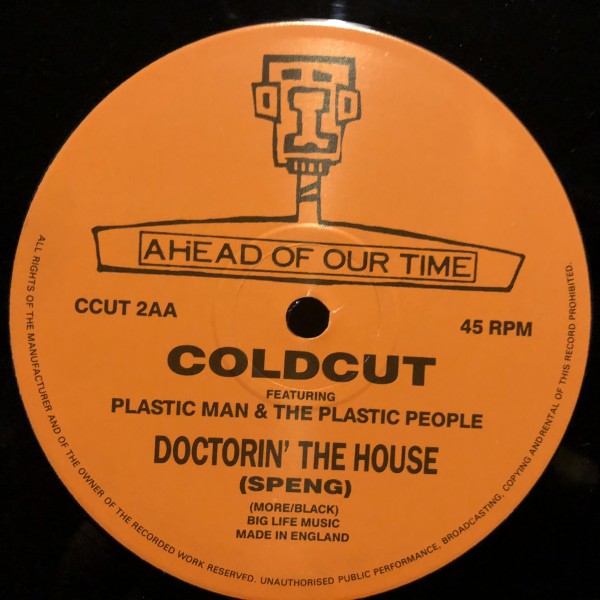 AHEAD OF OUR TIME
CCUT 2AA
45 RPM
COLDCUT
FEATURING
PLASTIC MAN & THE PLASTIC PEOPLE
DOCTORIN' THE HOUSE
(SPENG)
(MORE/BLACK)
BIG LIFE MUSIC
MADE IN ENGLAND
ALL RIGHTS OF THE MANUFACTURER AND OF THE OWNER OF THE RECORDED WORK RESERVED. UNAUTHORISED PUBLIC PERFORMANCE, BROADCASTING, COPYING AND RENTAL OF THIS RECORD PROHIBITED.